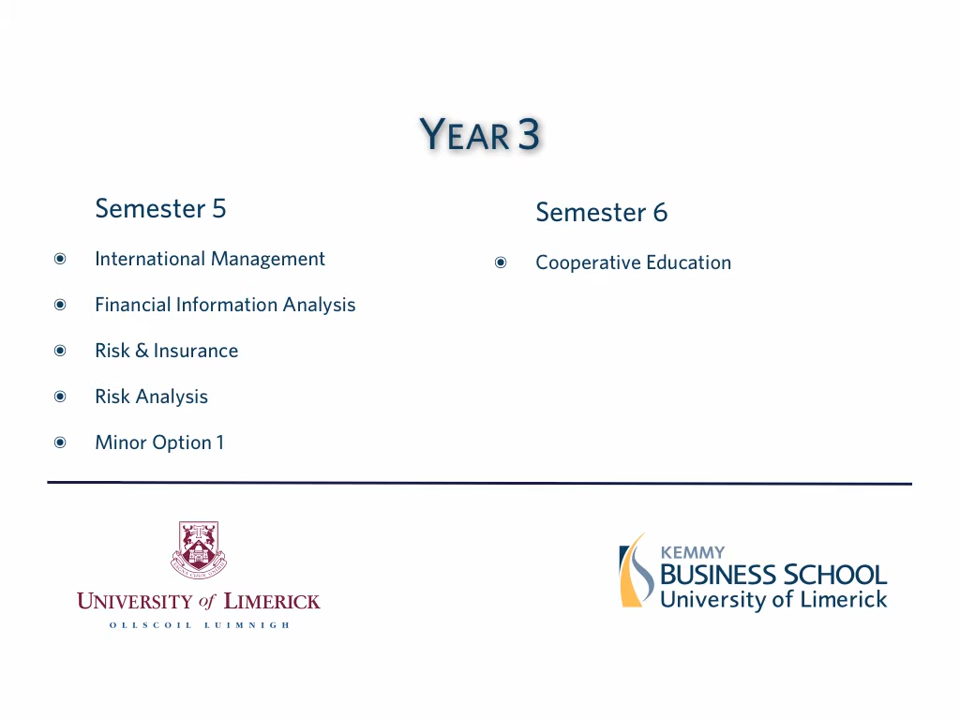 YEAR 3
Semester 5
International Management
Financial Information Analysis
Risk & Insurance
Risk Analysis
Minor Option 1
Semester 6
Cooperative Education
UNIVERSITY of LIMERICK
OLLSCOIL LUIMNIGH
KEMMY
BUSINESS SCHOOL
University of Limerick